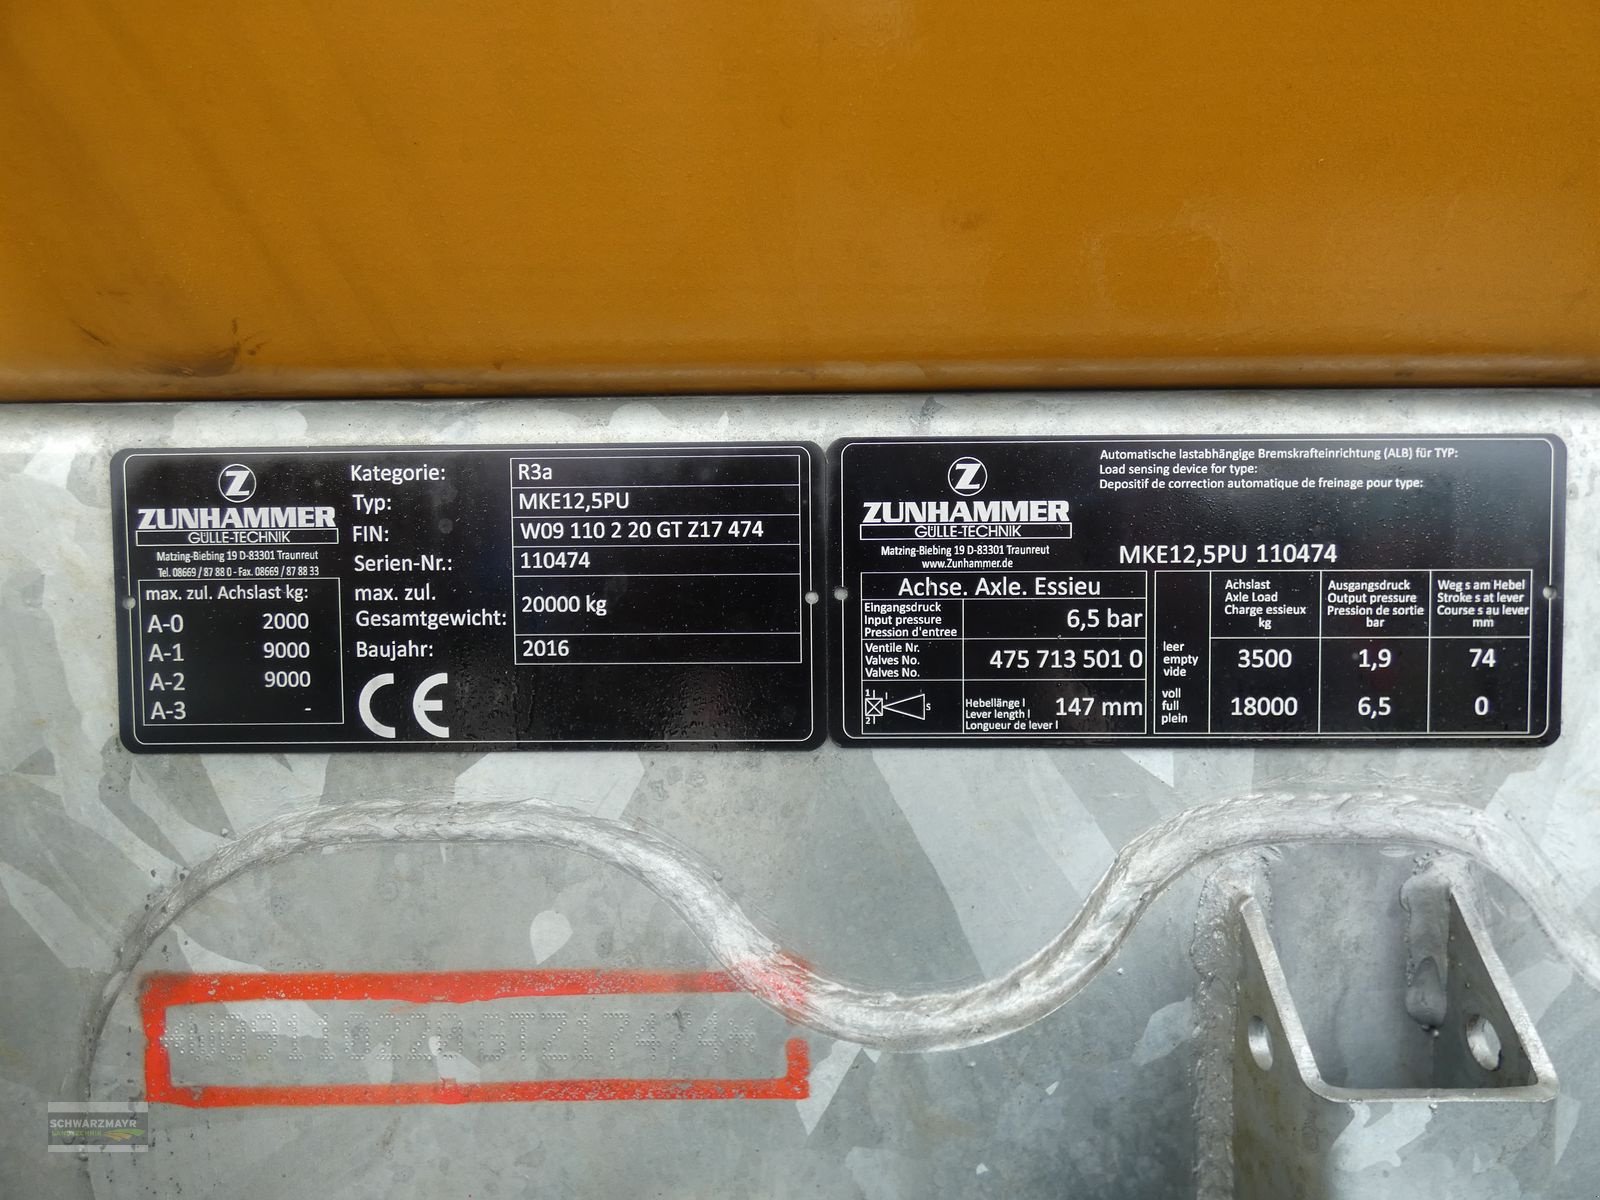 Z
ZUNHAMMER
GÜLLE-TECHNIK
Matzing-Biebing 19 D-83301 Traunreut
Tel. 08669 / 87 88 0 - Fax. 08669 / 87 88 33
max. zul. Achslast kg:
A-0 2000
A-1 9000
A-2 9000
A-3 -
Kategorie: R3a
Typ: MKE12,5PU
FIN: W09 110 2 20 GT Z17 474
Serien-Nr.: 110474
max. zul.
Gesamtgewicht: 20000 kg
Baujahr: 2016
CE
Z
ZUNHAMMER
GÜLLE-TECHNIK
Matzing-Biebing 19 D-83301 Traunreut
www.Zunhammer.de
Automatische lastabhängige Bremskrafteinrichtung (ALB) für TYP:
Load sensing device for type:
Depositif de correction automatique de freinage pour type:
MKE12,5PU 110474
Achse. Axle. Essieu
Eingangsdruck
Input pressure
Pression d'entree
6,5 bar
Ventile Nr.
Valves No.
Valves No.
475 713 501 0
1 I
2 S
Hebellänge l
Lever length l
Longueur de lever l
147 mm
Achslast
Axle Load
Charge essieux
kg
Ausgangsdruck
Output pressure
Pression de sortie
bar
Weg s am Hebel
Stroke s at lever
Course s au lever
mm
leer
empty
vide
3500 1,9 74
voll
full
plein
18000 6,5 0
W09110220GTZ17474
SCHWARZMAYR
LANDTECHNIK